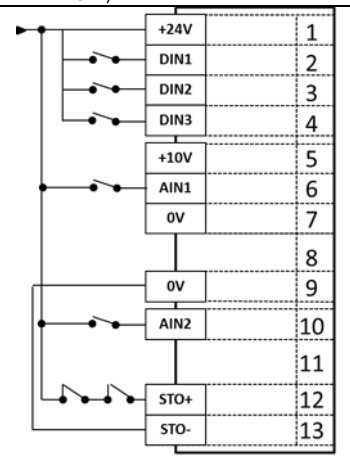 +24V 1
DIN1 2
DIN2 3
DIN3 4
+10V 5
AIN1 6
0V 7
8
0V 9
AIN2 10
11
STO+ 12
STO- 13